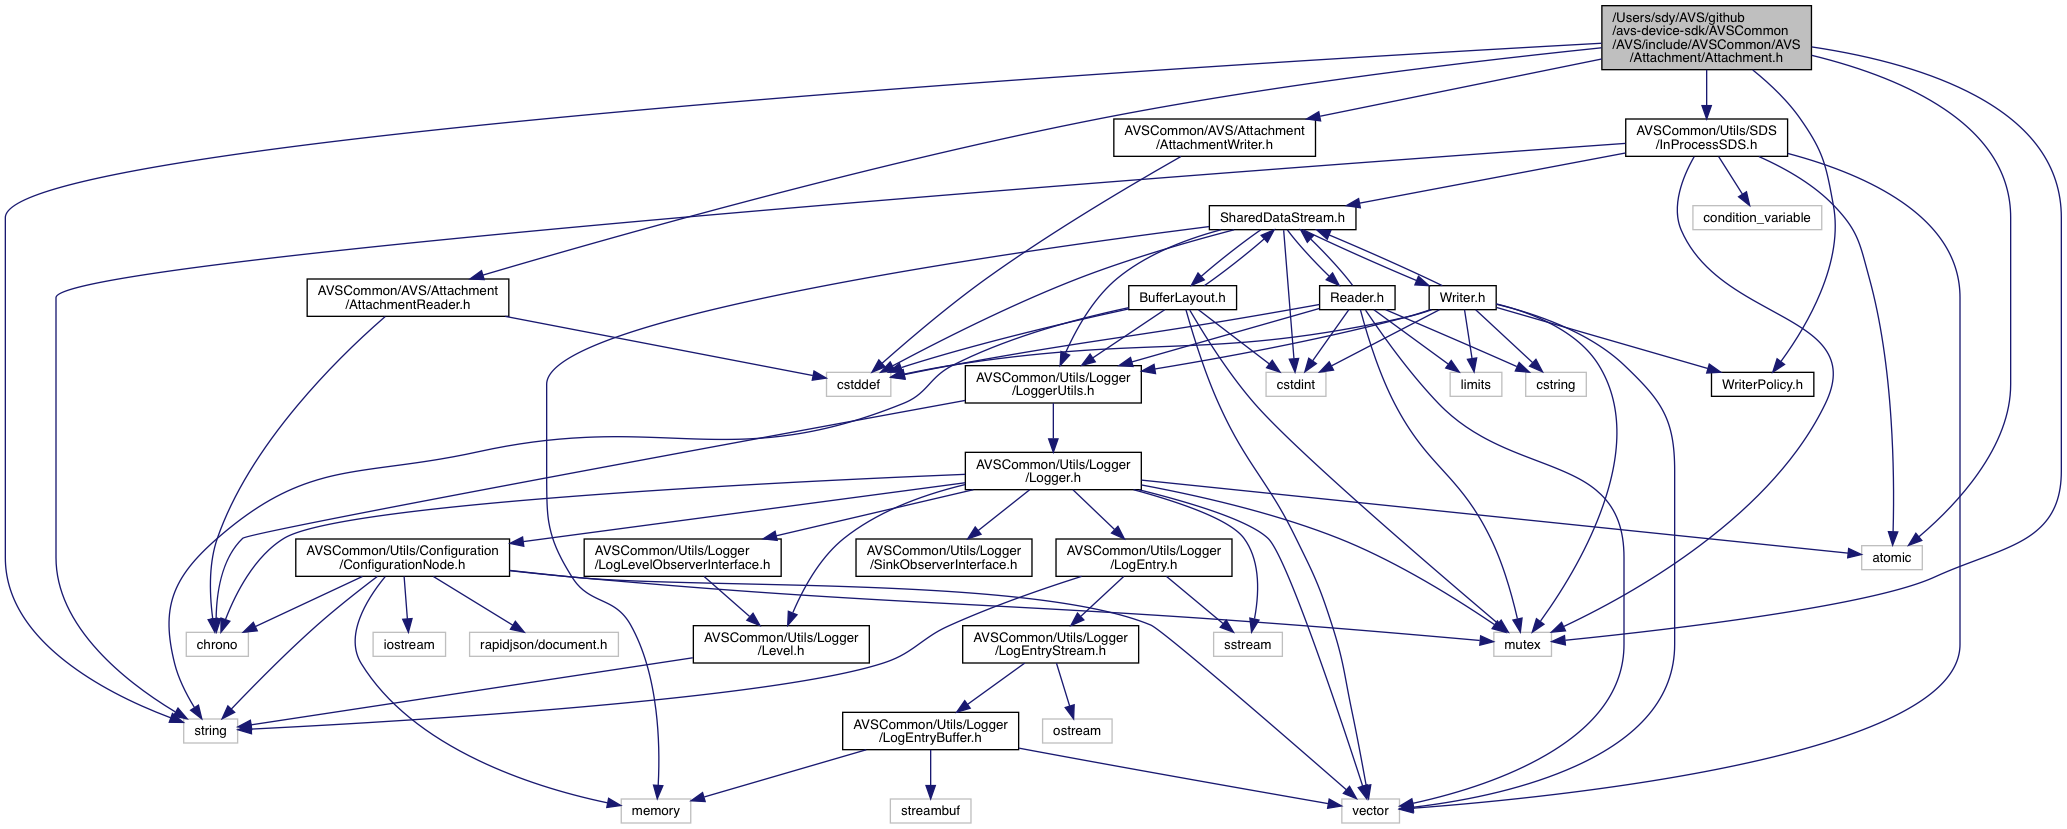 /Users/sdy/AVS/github
/avs-device-sdk/AVSCommon
/AVS/include/AVSCommon/AVS
/Attachment/Attachment.h
AVSCommon/AVS/Attachment
/AttachmentWriter.h
AVSCommon/Utils/SDS
/InProcessSDS.h
SharedDataStream.h
condition_variable
AVSCommon/AVS/Attachment
/AttachmentReader.h
BufferLayout.h
Reader.h
Writer.h
cstddef
AVSCommon/Utils/Logger
/LoggerUtils.h
cstdint
limits
cstring
WriterPolicy.h
AVSCommon/Utils/Logger
/Logger.h
AVSCommon/Utils/Configuration
/ConfigurationNode.h
AVSCommon/Utils/Logger
/LogLevelObserverInterface.h
AVSCommon/Utils/Logger
/SinkObserverInterface.h
AVSCommon/Utils/Logger
/LogEntry.h
atomic
chrono
iostream
rapidjson/document.h
AVSCommon/Utils/Logger
/Level.h
AVSCommon/Utils/Logger
/LogEntryStream.h
sstream
mutex
string
AVSCommon/Utils/Logger
/LogEntryBuffer.h
ostream
memory
streambuf
vector